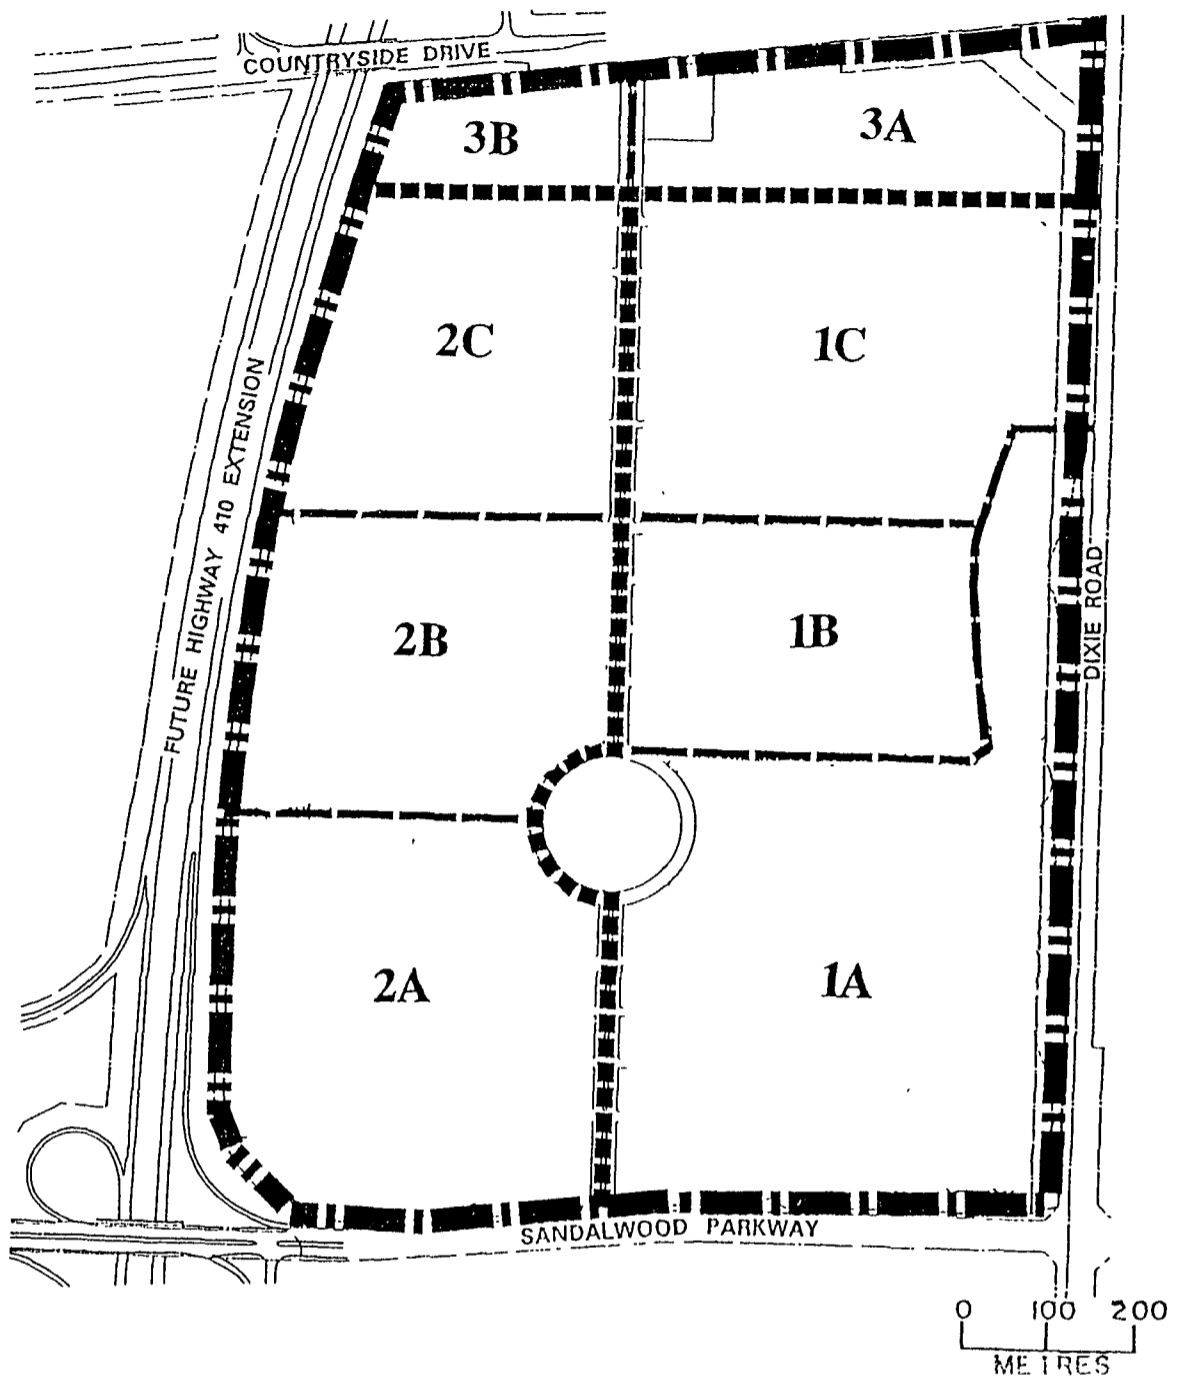 COUNTRYSIDE DRIVE
3B
3A
2C
1C
FUTURE HIGHWAY 410 EXTENSION
2B
1B
DIXIE ROAD
2A
1A
SANDALWOOD PARKWAY
0 100 200
METRES